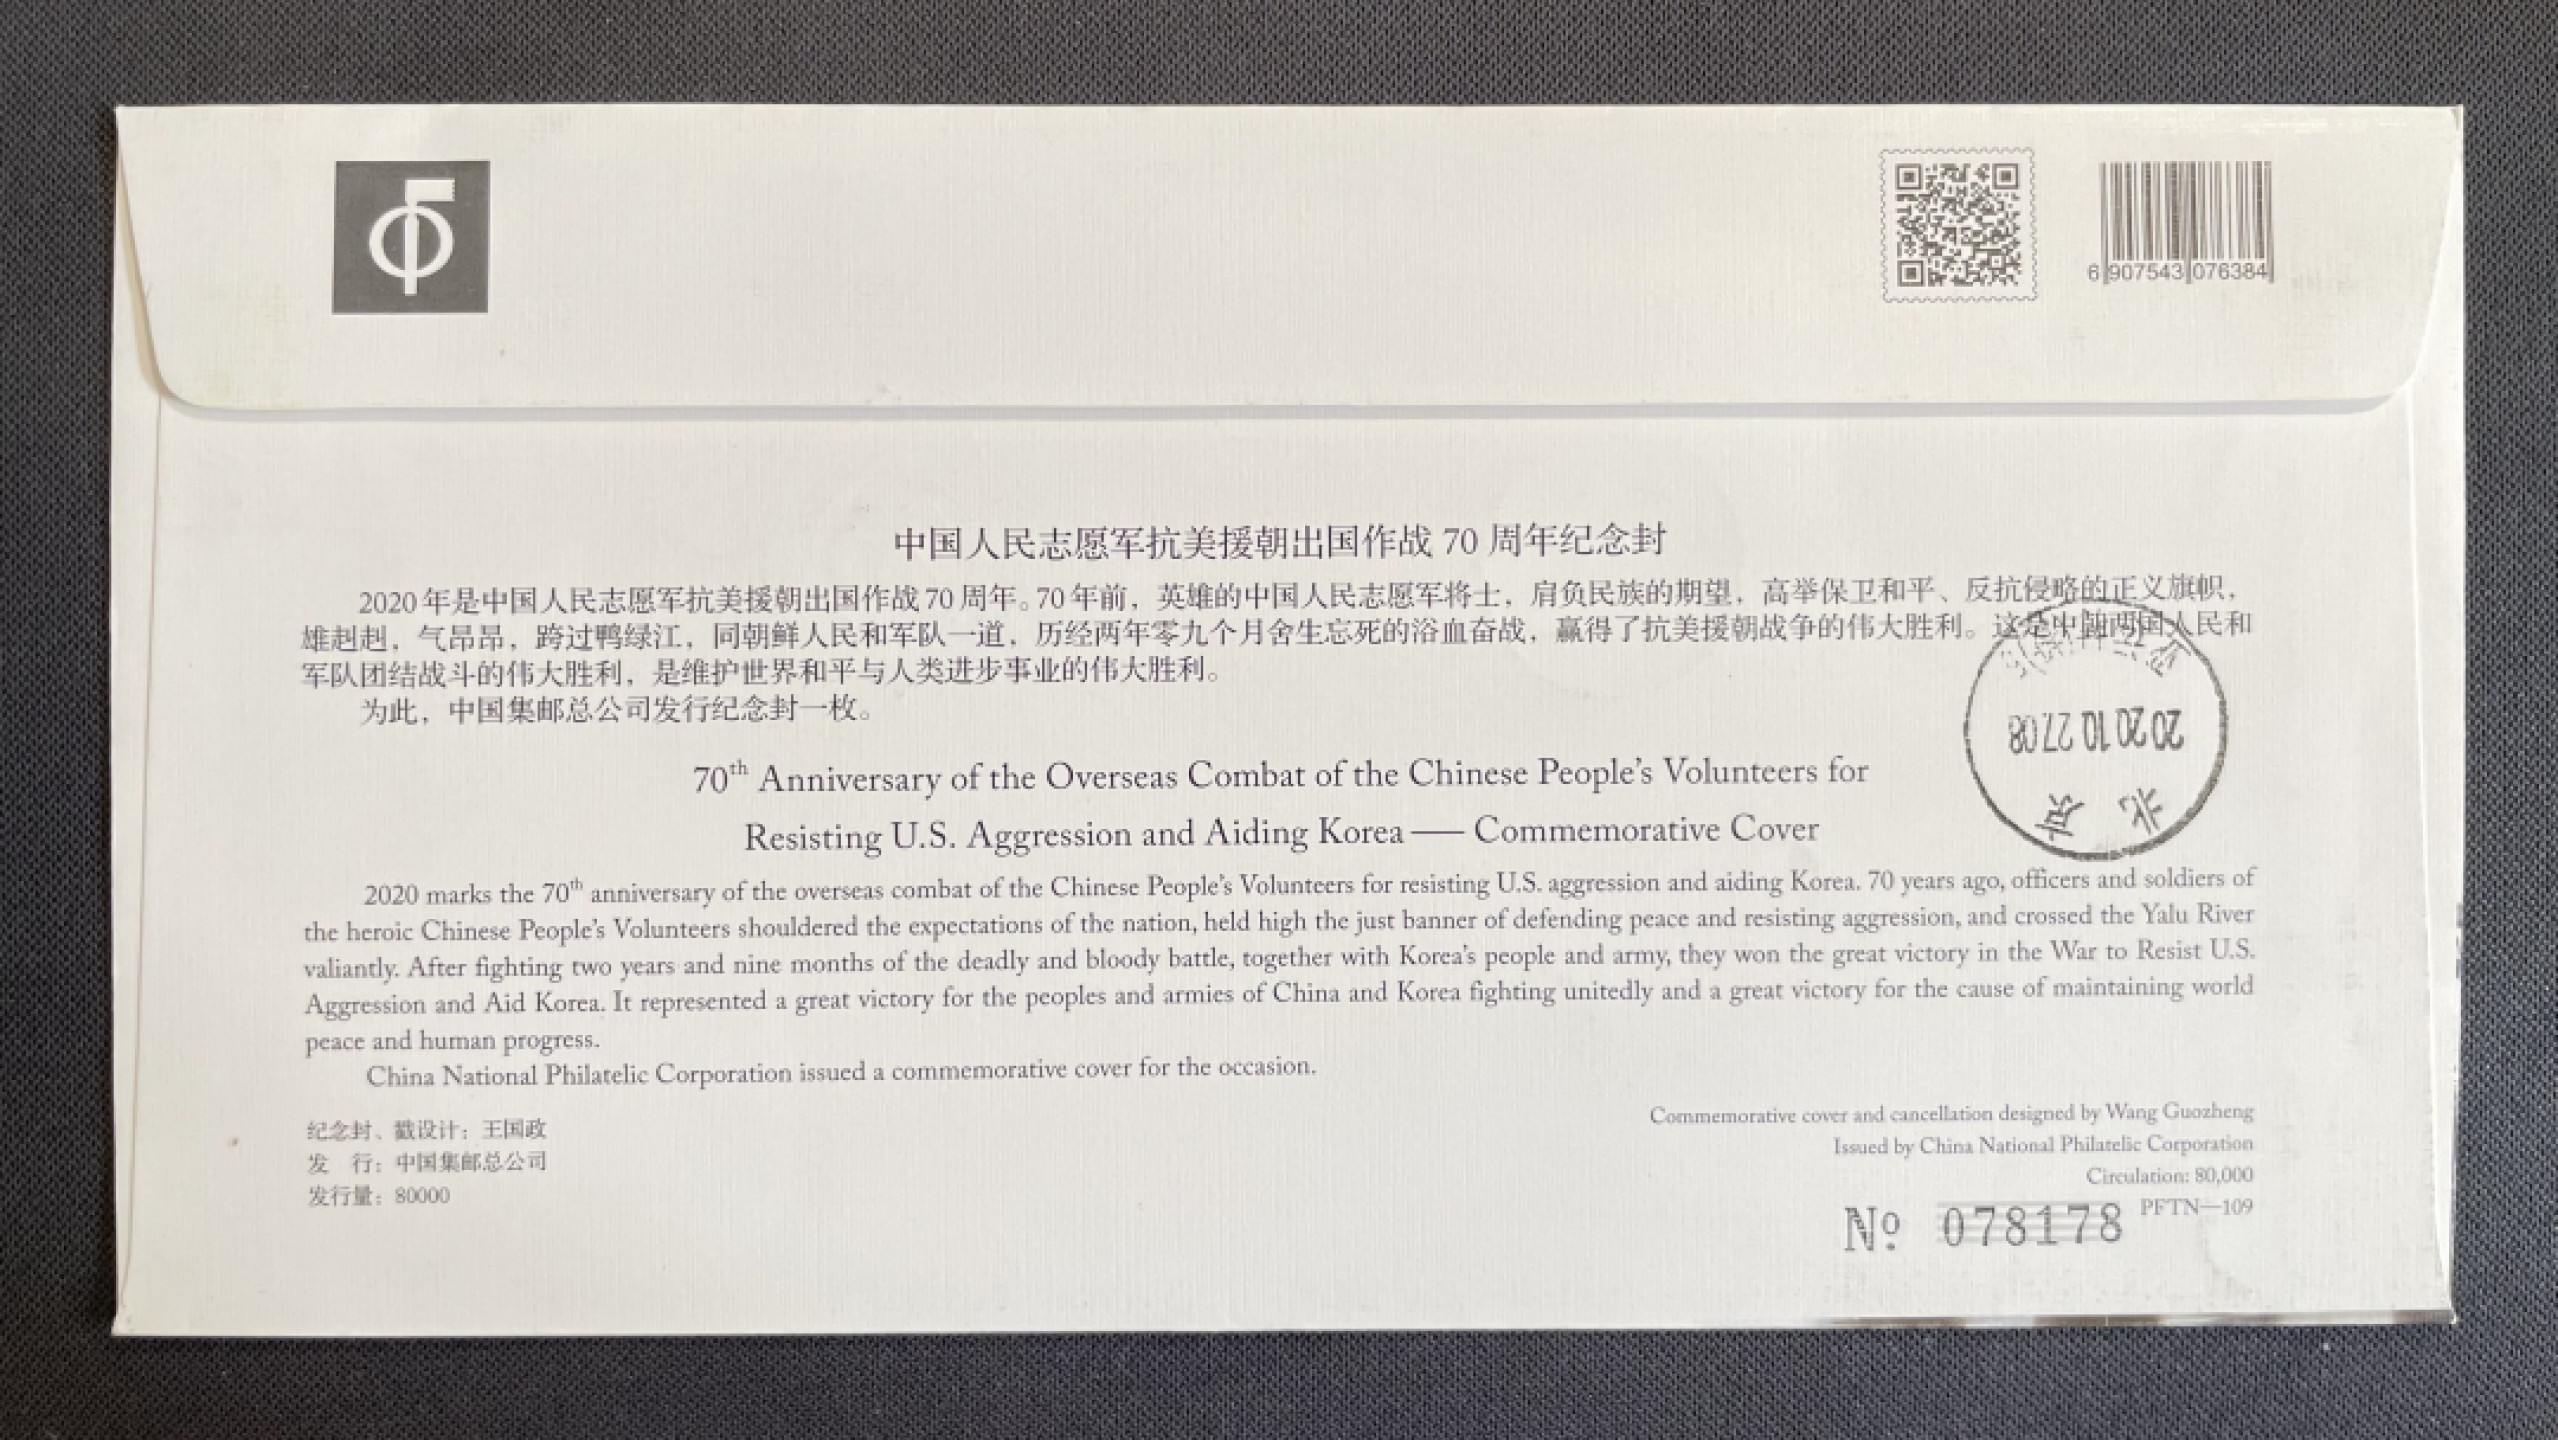 6 907543 076384
中国人民志愿军抗美援朝出国作战 70 周年纪念封
2020年是中国人民志愿军抗美援朝出国作战70周年。70年前，英雄的中国人民志愿军将士，肩负民族的期望，高举保卫和平、反抗侵略的正义旗帜，
雄赳赳，气昂昂，跨过鸭绿江，同朝鲜人民和军队一道，历经两年零九个月舍生忘死的浴血奋战，赢得了抗美援朝战争的伟大胜利。这是中朝两国人民和
军队团结战斗的伟大胜利，是维护世界和平与人类进步事业的伟大胜利。
为此，中国集邮总公司发行纪念封一枚。
2020.10.27.08
北京
70th Anniversary of the Overseas Combat of the Chinese People's Volunteers for
Resisting U.S. Aggression and Aiding Korea —— Commemorative Cover
2020 marks the 70th anniversary of the overseas combat of the Chinese People's Volunteers for resisting U.S. aggression and aiding Korea. 70 years ago, officers and soldiers of
the heroic Chinese People's Volunteers shouldered the expectations of the nation, held high the just banner of defending peace and resisting aggression, and crossed the Yalu River
valiantly. After fighting two years and nine months of the deadly and bloody battle, together with Korea's people and army, they won the great victory in the War to Resist U.S.
Aggression and Aid Korea. It represented a great victory for the peoples and armies of China and Korea fighting unitedly and a great victory for the cause of maintaining world
peace and human progress.
China National Philatelic Corporation issued a commemorative cover for the occasion.
纪念封、戳设计：王国政
发 行：中国集邮总公司
发行量：80000
Commemorative cover and cancellation designed by Wang Guozheng
Issued by China National Philatelic Corporation
Circulation: 80,000
PFTN—109
№ 078178